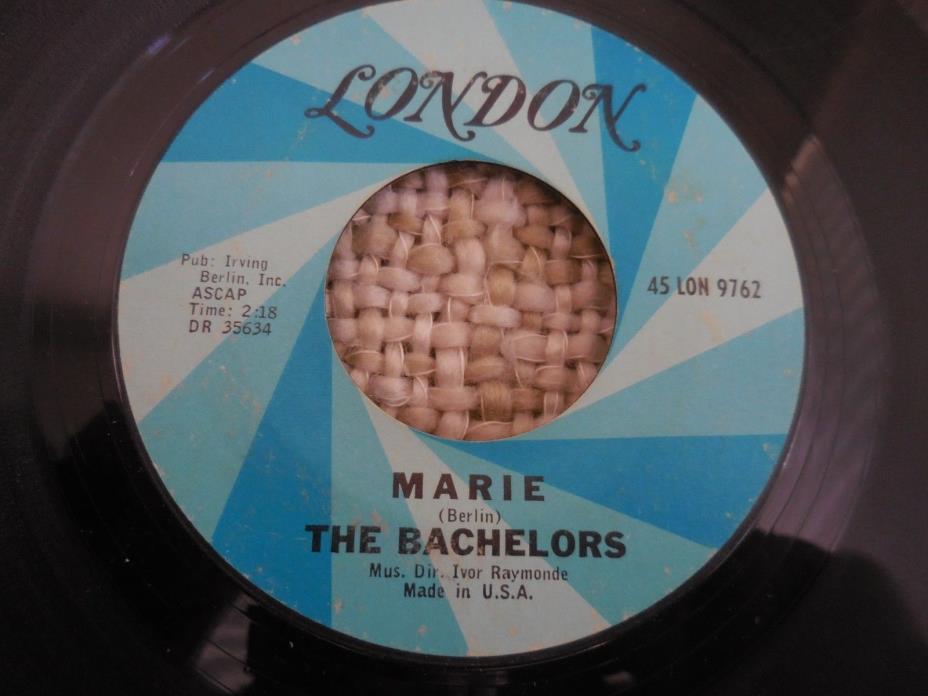 LONDON
Pub: Irving
Berlin, Inc.
ASCAP
Time: 2:18
DR 35634
45 LON 9762
MARIE
(Berlin)
THE BACHELORS
Mus. Dir. Ivor Raymonde
Made in U.S.A.